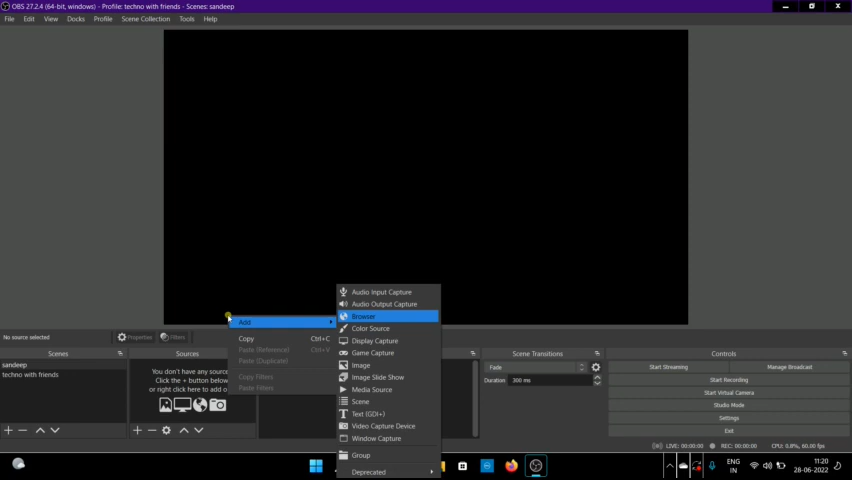 OBS 27.2.4 (64-bit, windows) - Profile: techno with friends - Scenes: sandeep
File Edit View Docks Profile Scene Collection Tools Help
Add
Copy Ctrl+C
Paste (Reference) Ctrl+V
Paste (Duplicate)
Copy Filters
Paste Filters
Audio Input Capture
Audio Output Capture
Browser
Color Source
Display Capture
Game Capture
Image
Image Slide Show
Media Source
Scene
Text (GDI+)
Video Capture Device
Window Capture
Group
Deprecated
No source selected
Properties
Filters
Scenes
sandeep
techno with friends
Sources
You don't have any sourc
Click the + button below
or right click here to add o
Scene Transitions
Fade
Duration 300 ms
Controls
Start Streaming Manage Broadcast
Start Recording
Start Virtual Camera
Studio Mode
Settings
Exit
LIVE: 00:00:00 REC: 00:00:00 CPU: 0.8%, 60.00 fps
ENG
IN
11:20
28-06-2022